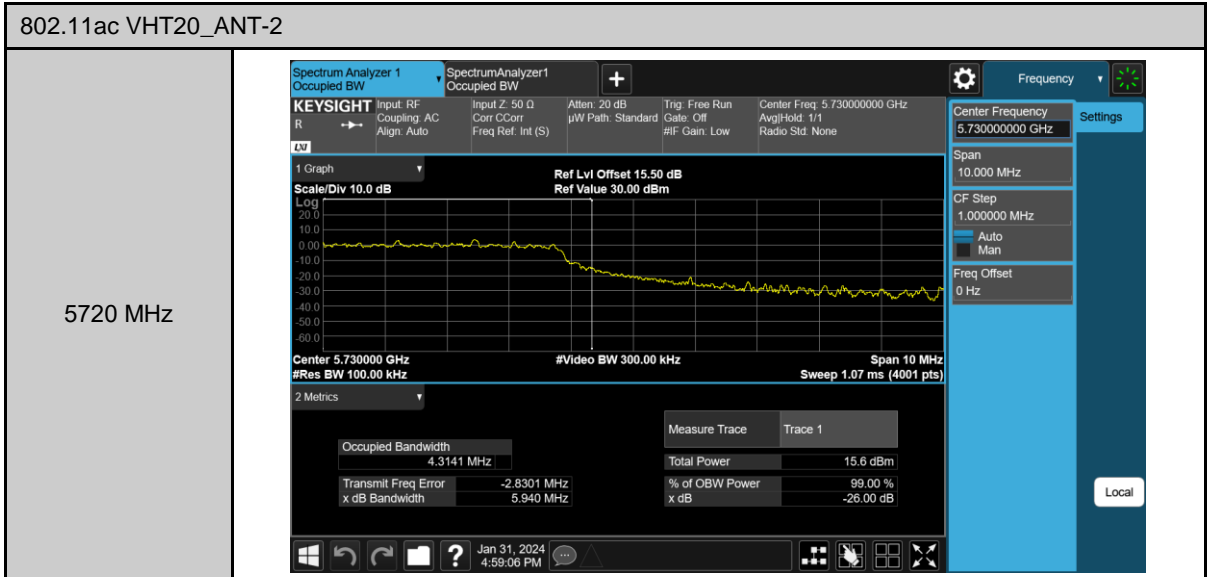 802.11ac VHT20_ANT-2
5720 MHz
Spectrum Analyzer 1
Occupied BW
SpectrumAnalyzer1
Occupied BW
Frequency
KEYSIGHT
R
LXI
Input: RF
Coupling: AC
Align: Auto
Input Z: 50 Ω
Corr CCorr
Freq Ref: Int (S)
Atten: 20 dB
µW Path: Standard
Trig: Free Run
Gate: Off
#IF Gain: Low
Center Freq: 5.730000000 GHz
Avg|Hold: 1/1
Radio Std: None
Center Frequency
5.730000000 GHz
Settings
Span
10.000 MHz
CF Step
1.000000 MHz
Auto
Man
Freq Offset
0 Hz
Local
1 Graph
Scale/Div 10.0 dB
Ref Lvl Offset 15.50 dB
Ref Value 30.00 dBm
Log
20.0
10.0
0.00
-10.0
-20.0
-30.0
-40.0
-50.0
-60.0
Center 5.730000 GHz
#Res BW 100.00 kHz
#Video BW 300.00 kHz
Span 10 MHz
Sweep 1.07 ms (4001 pts)
2 Metrics
Measure Trace Trace 1
Occupied Bandwidth
4.3141 MHz
Total Power 15.6 dBm
Transmit Freq Error -2.8301 MHz
% of OBW Power 99.00 %
x dB Bandwidth 5.940 MHz
x dB -26.00 dB
?
Jan 31, 2024
4:59:06 PM